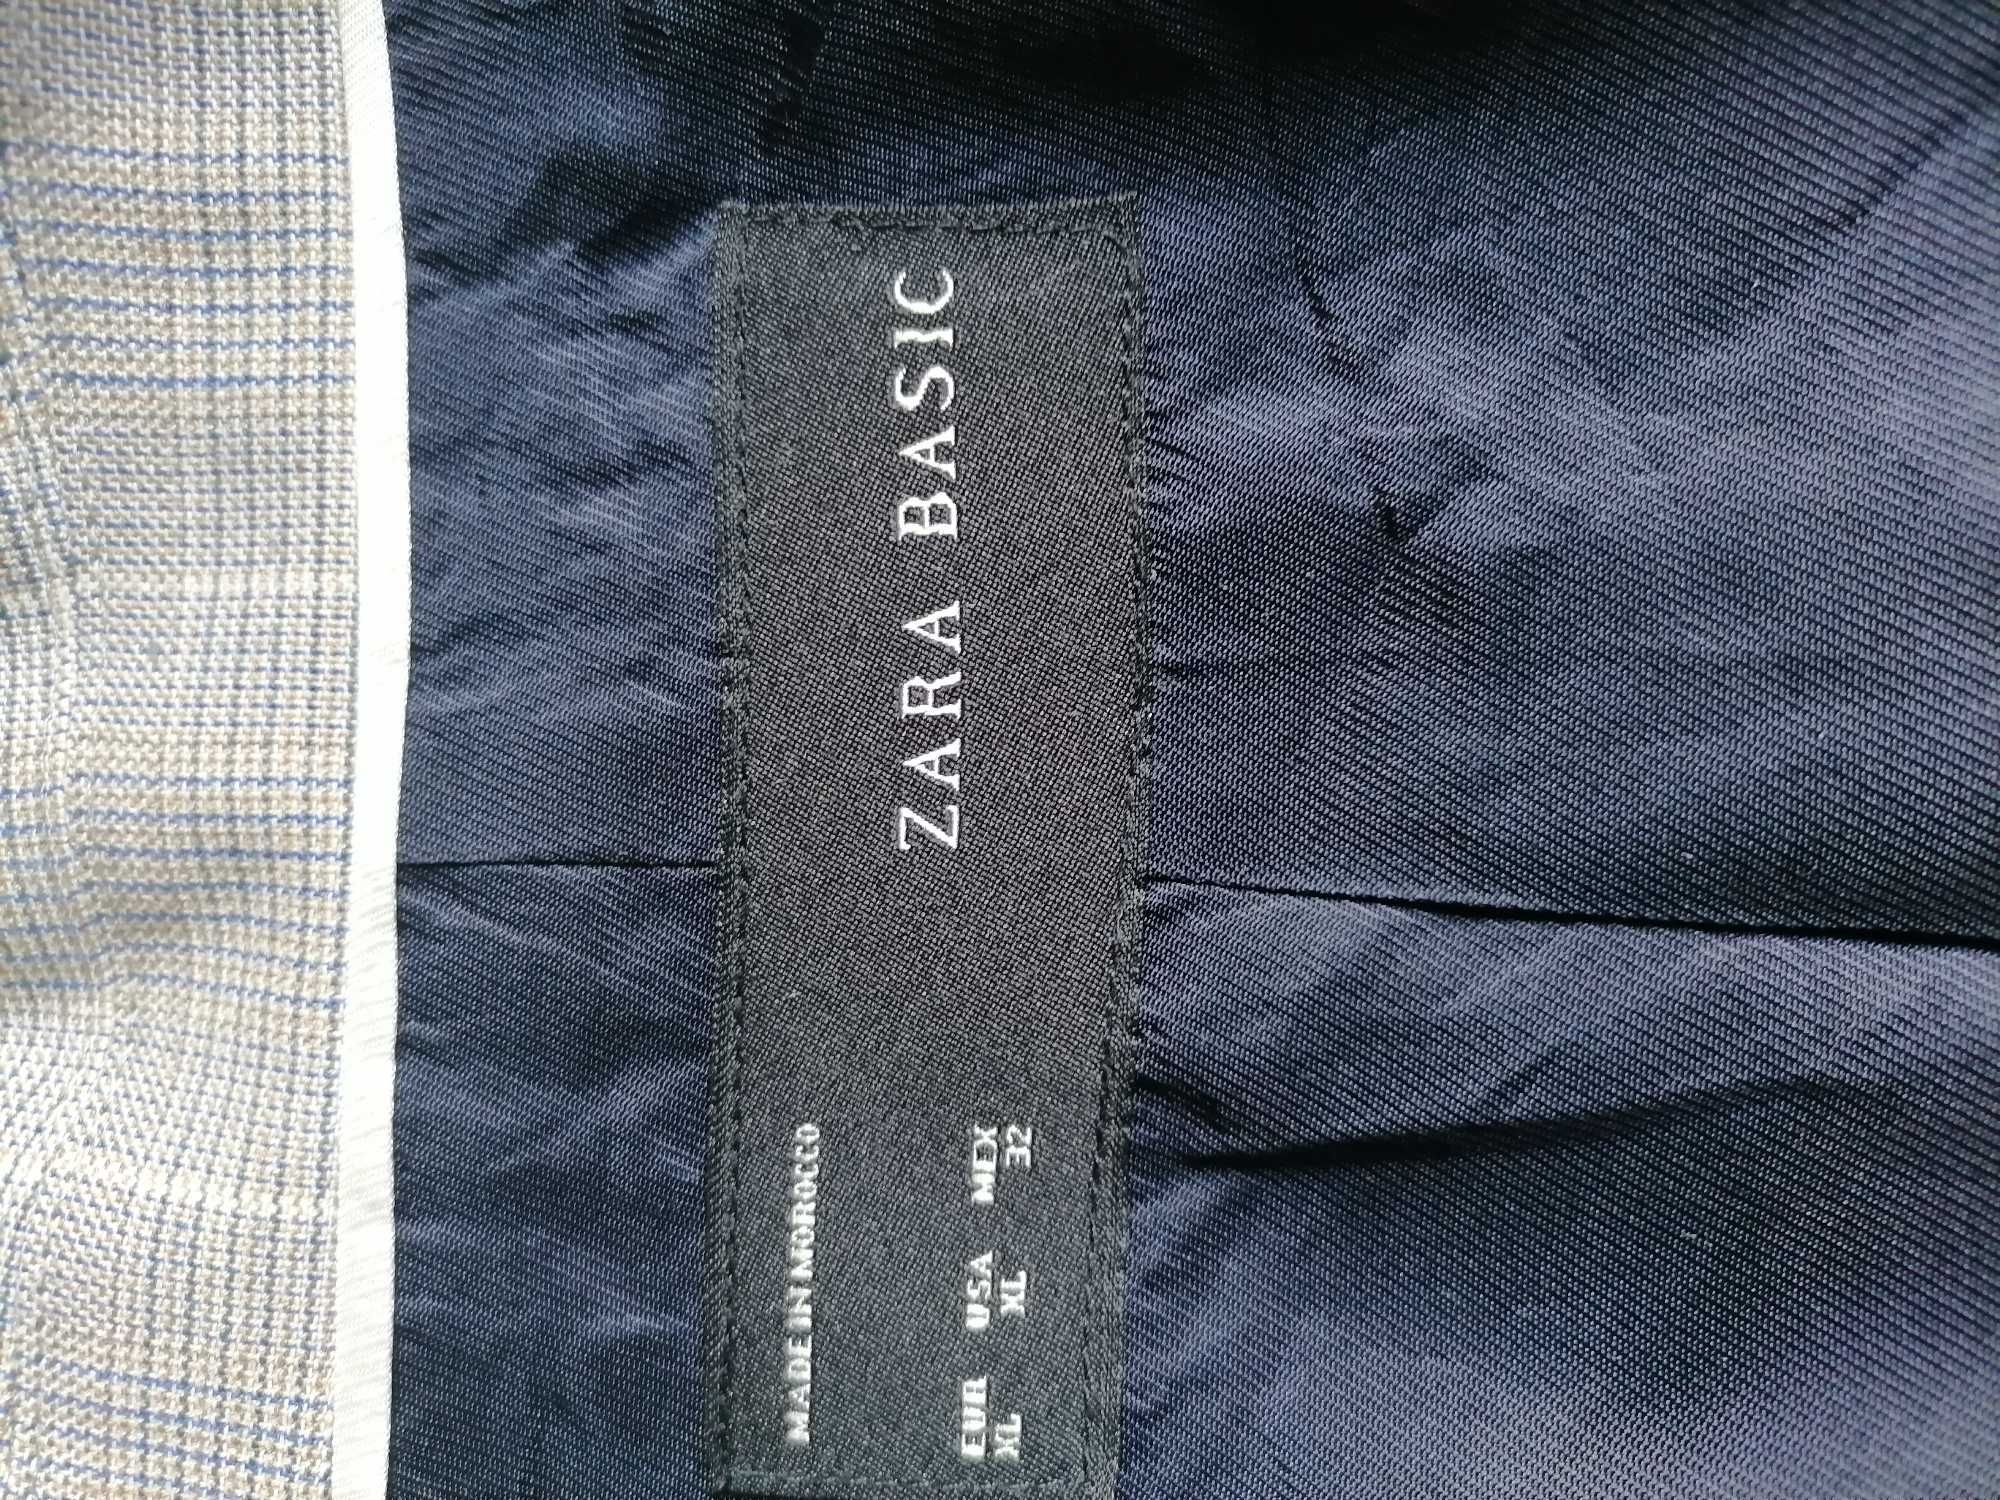 MADE IN MOROCCO
ZARA BASIC
EUR USA MEX
XL XL 32